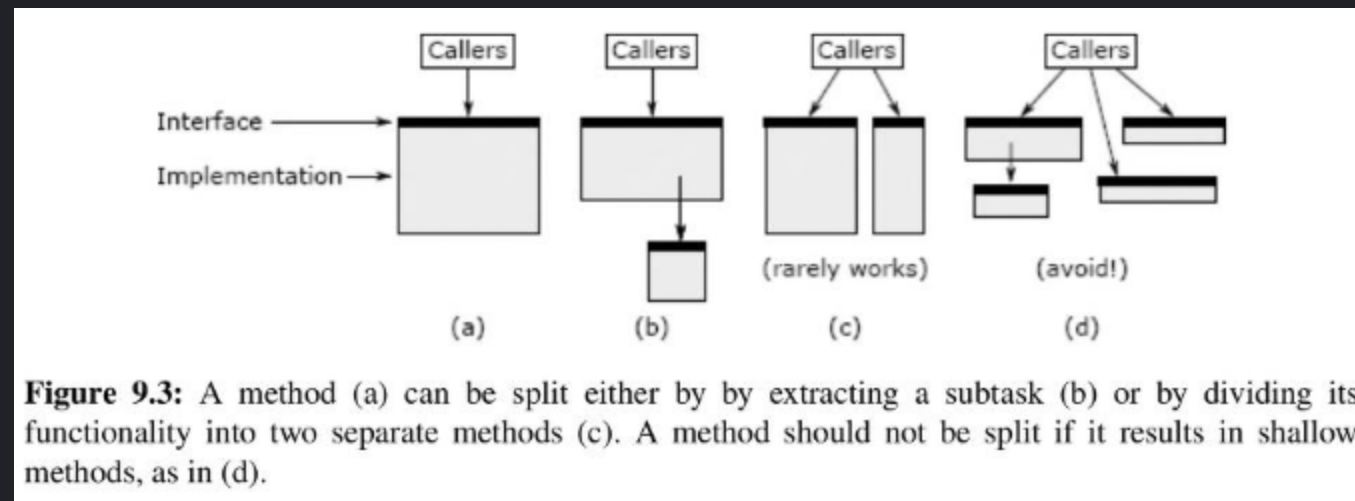 Callers Callers Callers Callers
Interface
Implementation
(rarely works) (avoid!)
(a) (b) (c) (d)
Figure 9.3: A method (a) can be split either by by extracting a subtask (b) or by dividing its
functionality into two separate methods (c). A method should not be split if it results in shallow
methods, as in (d).